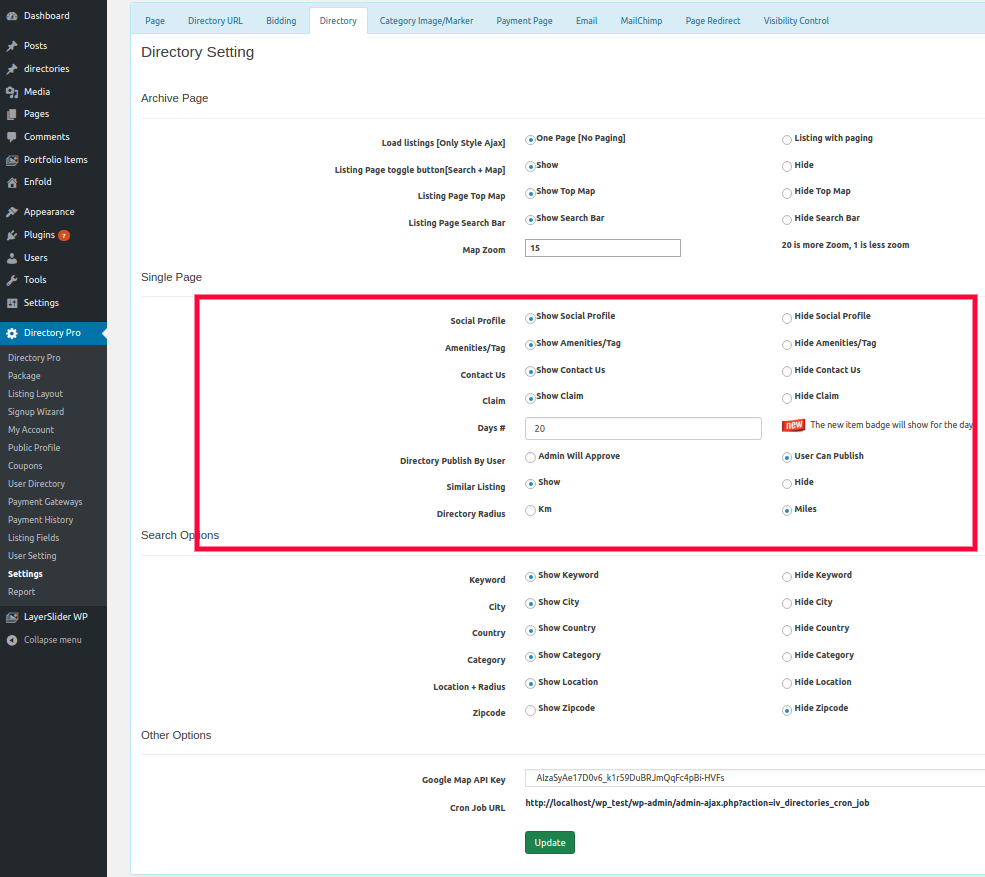 Dashboard
Posts
directories
Media
Pages
Comments
Portfolio Items
Enfold
Appearance
Plugins 7
Users
Tools
Settings
Directory Pro
Directory Pro
Package
Listing Layout
Signup Wizard
My Account
Public Profile
Coupons
User Directory
Payment Gateways
Payment History
Listing Fields
User Setting
Settings
Report
LayerSlider WP
Collapse menu
Page Directory URL Bidding Directory Category Image/Marker Payment Page Email MailChimp Page Redirect Visibility Control
Directory Setting
Archive Page
Load listings [Only Style Ajax] One Page [No Paging] Listing with paging
Listing Page toggle button[Search + Map] Show Hide
Listing Page Top Map Show Top Map Hide Top Map
Listing Page Search Bar Show Search Bar Hide Search Bar
Map Zoom 15 20 is more Zoom, 1 is less zoom
Single Page
Social Profile Show Social Profile Hide Social Profile
Amenities/Tag Show Amenities/Tag Hide Amenities/Tag
Contact Us Show Contact Us Hide Contact Us
Claim Show Claim Hide Claim
Days # 20 new The new item badge will show for the day
Directory Publish By User Admin Will Approve User Can Publish
Similar Listing Show Hide
Directory Radius Km Miles
Search Options
Keyword Show Keyword Hide Keyword
City Show City Hide City
Country Show Country Hide Country
Category Show Category Hide Category
Location + Radius Show Location Hide Location
Zipcode Show Zipcode Hide Zipcode
Other Options
Google Map API Key
Cron Job URL http://localhost/wp_test/wp-admin/admin-ajax.php?action=iv_directories_cron_job
Update